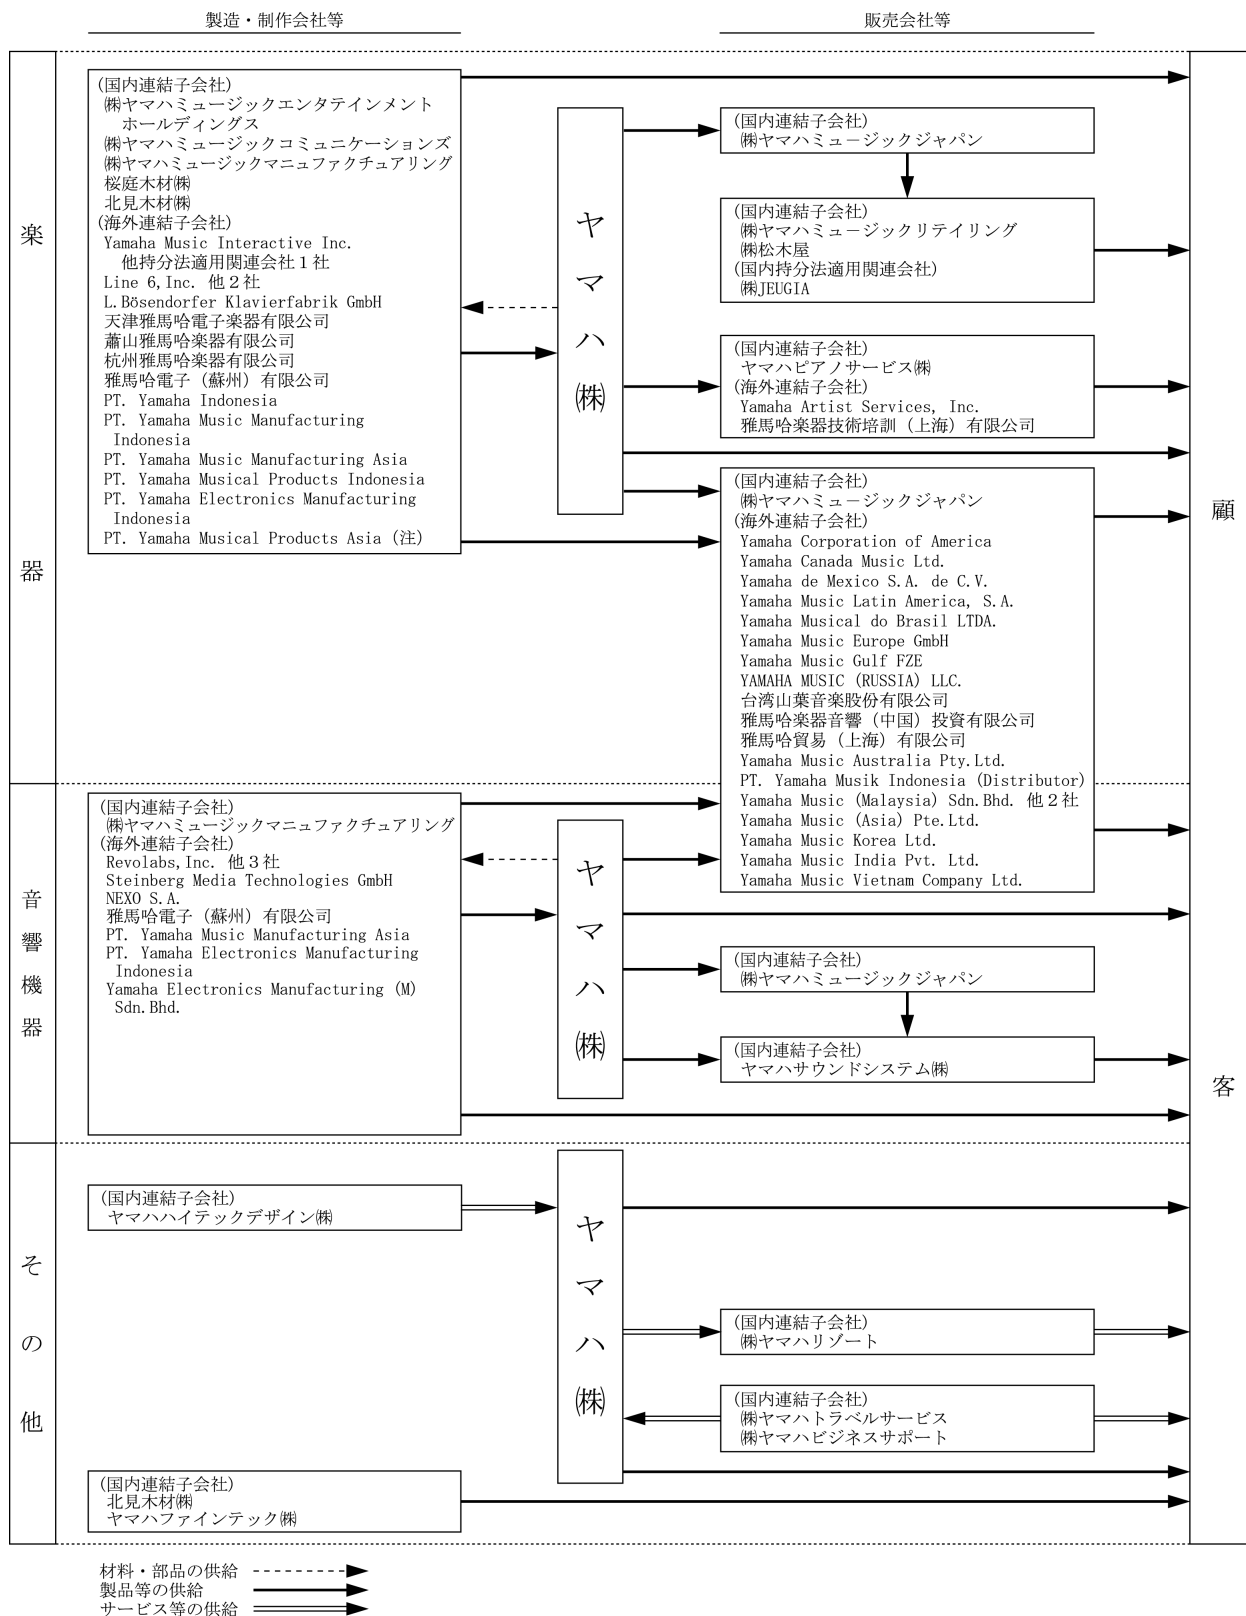 製造・制作会社等
販売会社等
楽器
(国内連結子会社)
㈱ヤマハミュージックエンタテインメント
ホールディングス
㈱ヤマハミュージックコミュニケーションズ
㈱ヤマハミュージックマニュファクチュアリング
桜庭木材㈱
北見木材㈱
(海外連結子会社)
Yamaha Music Interactive Inc.
他持分法適用関連会社1社
Line 6,Inc. 他2社
L.Bösendorfer Klavierfabrik GmbH
天津雅馬哈電子楽器有限公司
蕭山雅馬哈楽器有限公司
杭州雅馬哈楽器有限公司
雅馬哈電子(蘇州)有限公司
PT. Yamaha Indonesia
PT. Yamaha Music Manufacturing
Indonesia
PT. Yamaha Music Manufacturing Asia
PT. Yamaha Musical Products Indonesia
PT. Yamaha Electronics Manufacturing
Indonesia
PT. Yamaha Musical Products Asia (注)
ヤマハ㈱
(国内連結子会社)
㈱ヤマハミュージックジャパン
(国内連結子会社)
㈱ヤマハミュージックリテイリング
㈱松木屋
(国内持分法適用関連会社)
㈱JEUGIA
(国内連結子会社)
ヤマハピアノサービス㈱
(海外連結子会社)
Yamaha Artist Services, Inc.
雅馬哈楽器技術培訓(上海)有限公司
(国内連結子会社)
㈱ヤマハミュージックジャパン
(海外連結子会社)
Yamaha Corporation of America
Yamaha Canada Music Ltd.
Yamaha de Mexico S.A. de C.V.
Yamaha Music Latin America, S.A.
Yamaha Musical do Brasil LTDA.
Yamaha Music Europe GmbH
Yamaha Music Gulf FZE
YAMAHA MUSIC (RUSSIA) LLC.
台湾山葉音楽股份有限公司
雅馬哈楽器音響(中国)投資有限公司
雅馬哈貿易(上海)有限公司
Yamaha Music Australia Pty.Ltd.
PT. Yamaha Musik Indonesia (Distributor)
Yamaha Music (Malaysia) Sdn.Bhd. 他2社
Yamaha Music (Asia) Pte.Ltd.
Yamaha Music Korea Ltd.
Yamaha Music India Pvt. Ltd.
Yamaha Music Vietnam Company Ltd.
顧客
音響機器
(国内連結子会社)
㈱ヤマハミュージックマニュファクチュアリング
(海外連結子会社)
Revolabs,Inc. 他3社
Steinberg Media Technologies GmbH
NEXO S.A.
雅馬哈電子(蘇州)有限公司
PT. Yamaha Music Manufacturing Asia
PT. Yamaha Electronics Manufacturing
Indonesia
Yamaha Electronics Manufacturing (M)
Sdn.Bhd.
ヤマハ㈱
(国内連結子会社)
㈱ヤマハミュージックジャパン
(国内連結子会社)
ヤマハサウンドシステム㈱
その他
(国内連結子会社)
ヤマハハイテックデザイン㈱
ヤマハ㈱
(国内連結子会社)
㈱ヤマハリゾート
(国内連結子会社)
㈱ヤマハトラベルサービス
㈱ヤマハビジネスサポート
(国内連結子会社)
北見木材㈱
ヤマハファインテック㈱
材料・部品の供給
製品等の供給
サービス等の供給